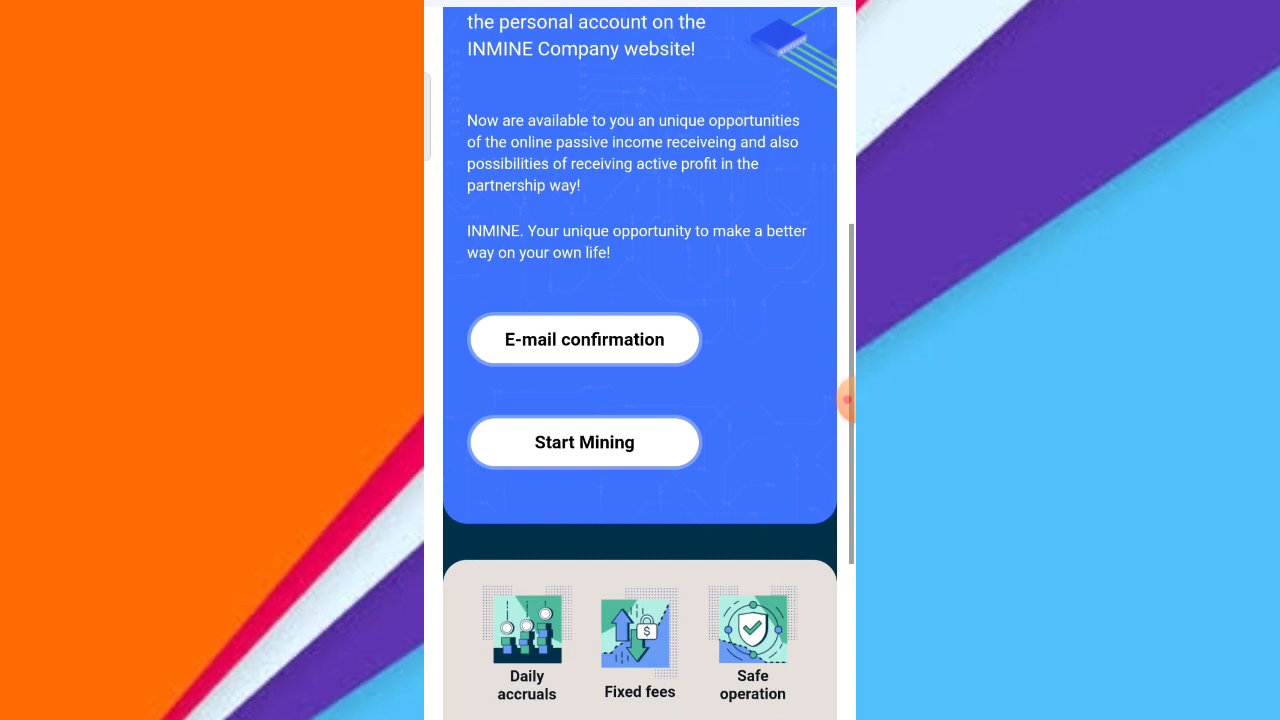 the personal account on the
INMINE Company website!
Now are available to you an unique opportunities
of the online passive income receiveing and also
possibilities of receiving active profit in the
partnership way!
INMINE. Your unique opportunity to make a better
way on your own life!
E-mail confirmation
Start Mining
Daily
accruals
Fixed fees
Safe
operation